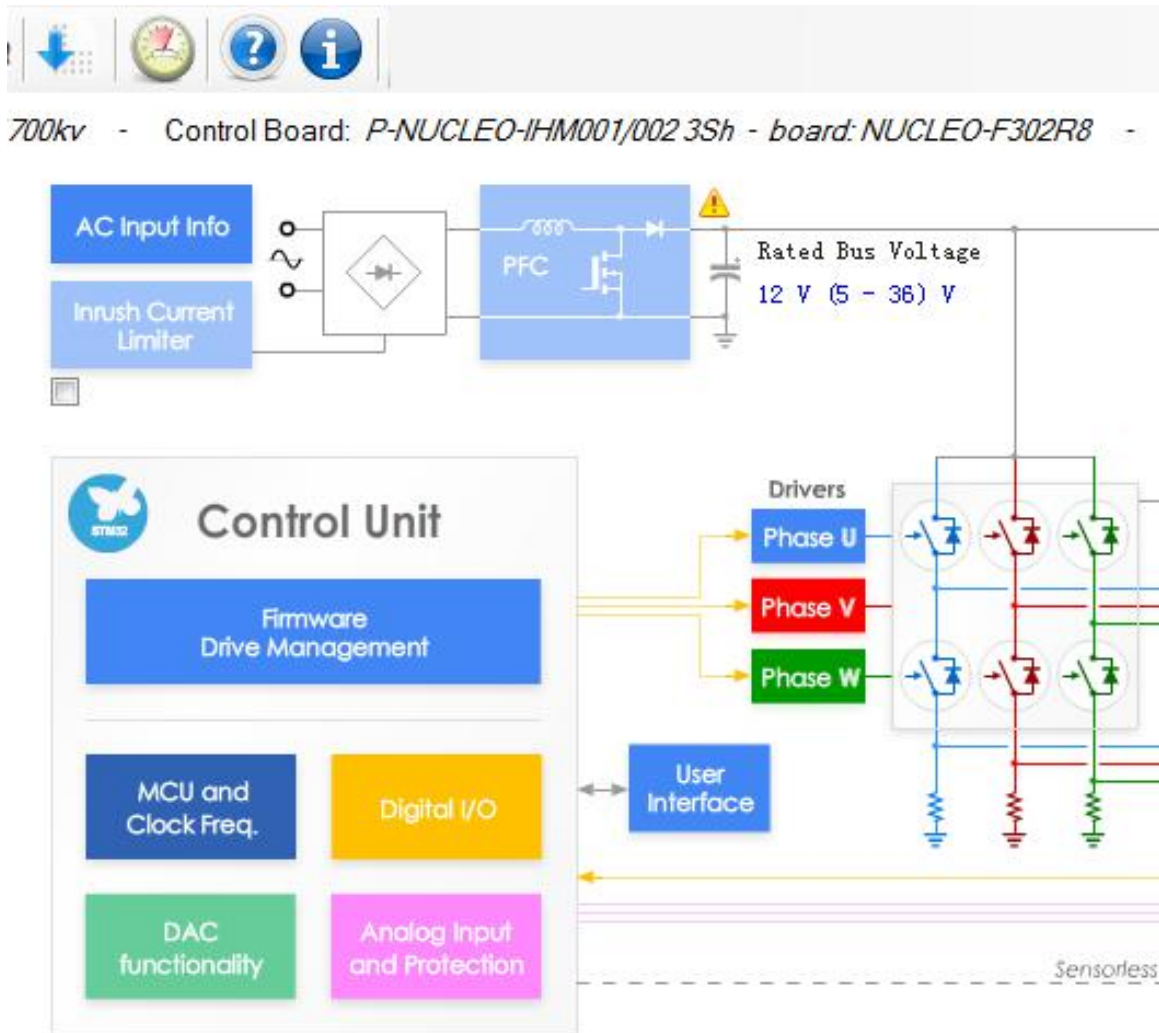 700kv - Control Board: P-NUCLEO-IHM001/002 3Sh - board: NUCLEO-F302R8 -
AC Input Info
Inrush Current
Limiter
PFC
Rated Bus Voltage
12 V (5 - 36) V
STM32
Control Unit
Firmware
Drive Management
MCU and
Clock Freq.
Digital I/O
DAC
functionality
Analog Input
and Protection
User
Interface
Drivers
Phase U
Phase V
Phase W
Sensorless